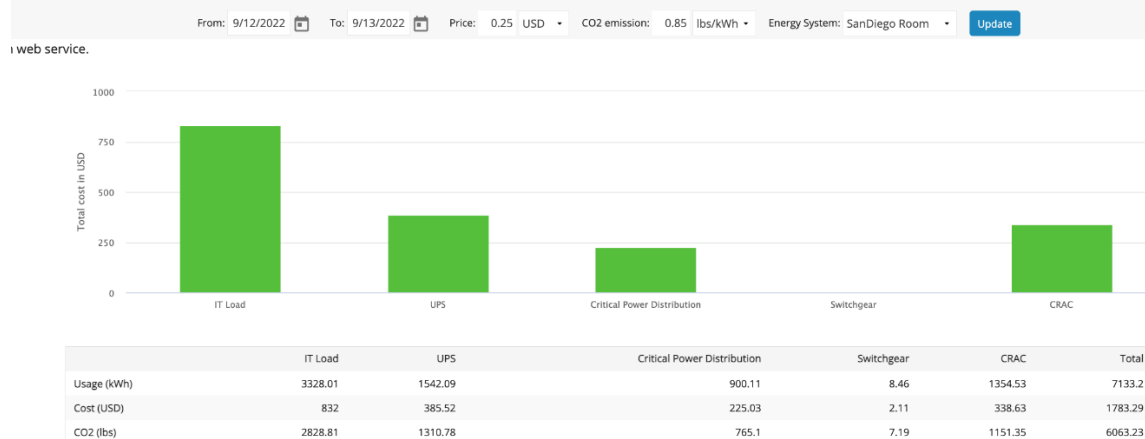 From: 9/12/2022 To: 9/13/2022 Price: 0.25 USD CO2 emission: 0.85 lbs/kWh Energy System: SanDiego Room Update
web service.
1000
750
500
250
0
Total cost in USD
IT Load UPS Critical Power Distribution Switchgear CRAC
IT Load UPS Critical Power Distribution Switchgear CRAC Total
Usage (kWh) 3328.01 1542.09 900.11 8.46 1354.53 7133.2
Cost (USD) 832 385.52 225.03 2.11 338.63 1783.29
CO2 (lbs) 2828.81 1310.78 765.1 7.19 1151.35 6063.23